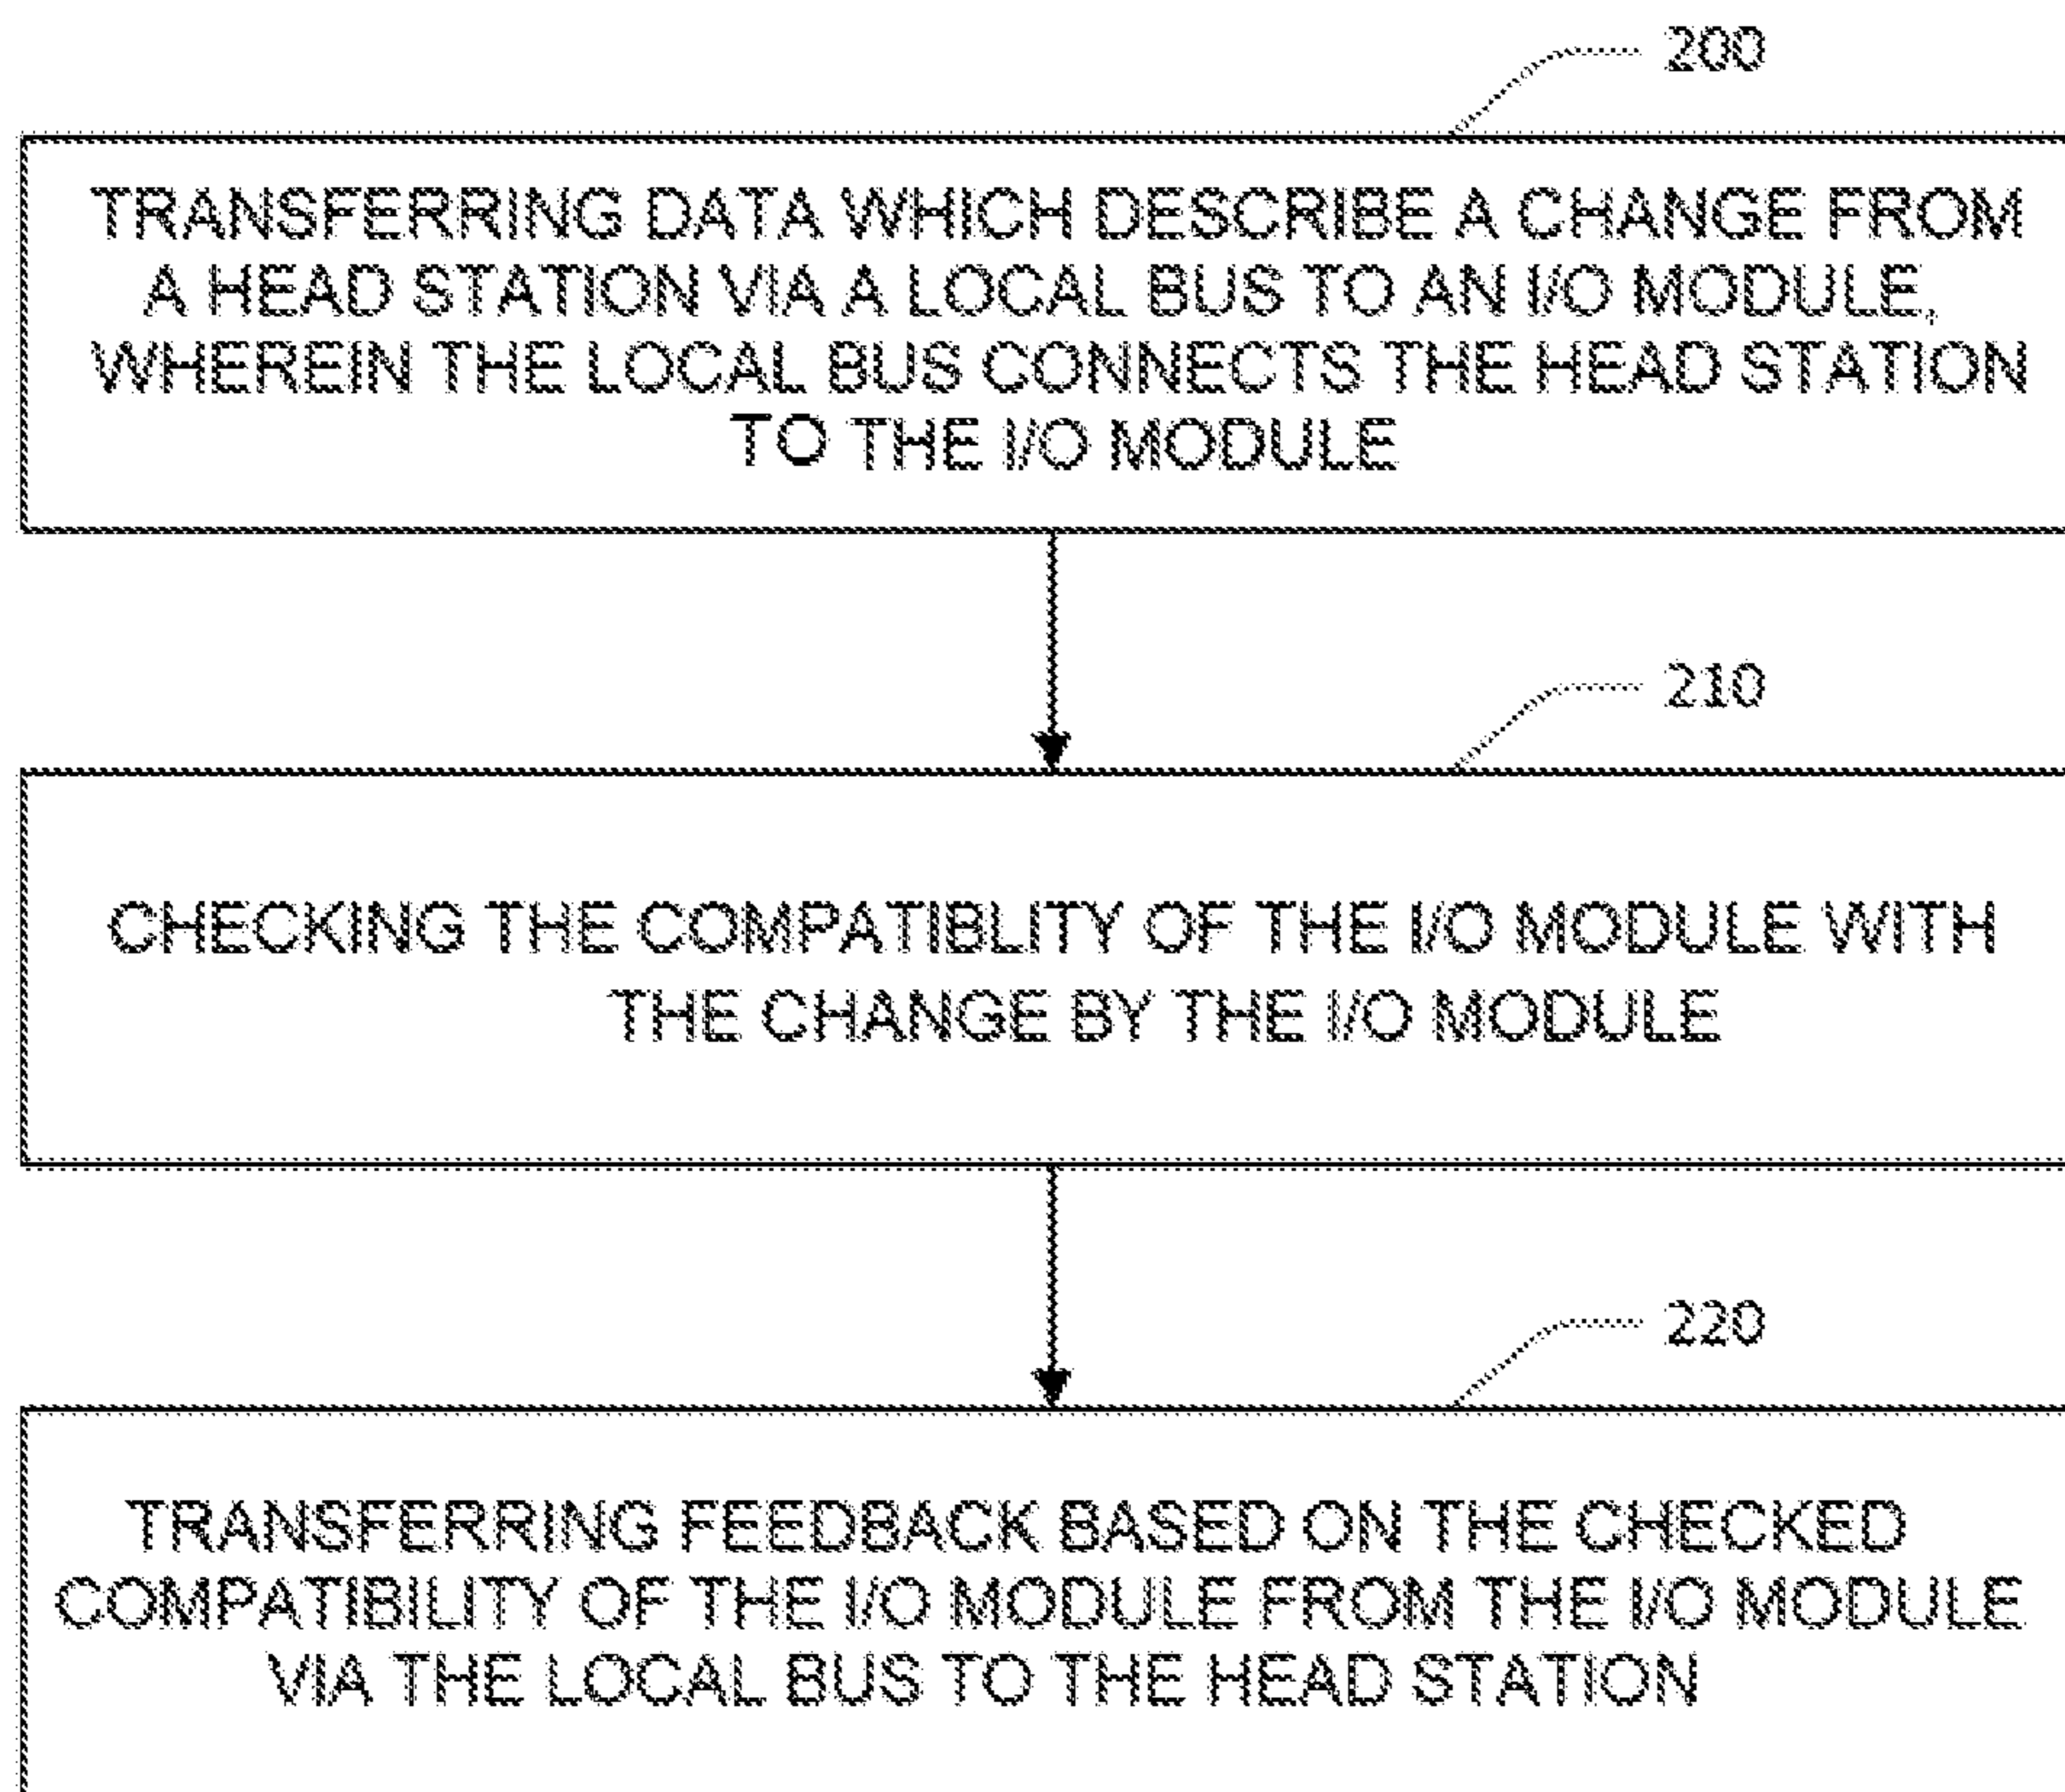 200
TRANSFERRING DATA WHICH DESCRIBE A CHANGE FROM
A HEAD STATION VIA A LOCAL BUS TO AN I/O MODULE,
WHEREIN THE LOCAL BUS CONNECTS THE HEAD STATION
TO THE I/O MODULE
210
CHECKING THE COMPATIBLITY OF THE I/O MODULE WITH
THE CHANGE BY THE I/O MODULE
220
TRANSFERRING FEEDBACK BASED ON THE CHECKED
COMPATIBILITY OF THE I/O MODULE FROM THE I/O MODULE
VIA THE LOCAL BUS TO THE HEAD STATION